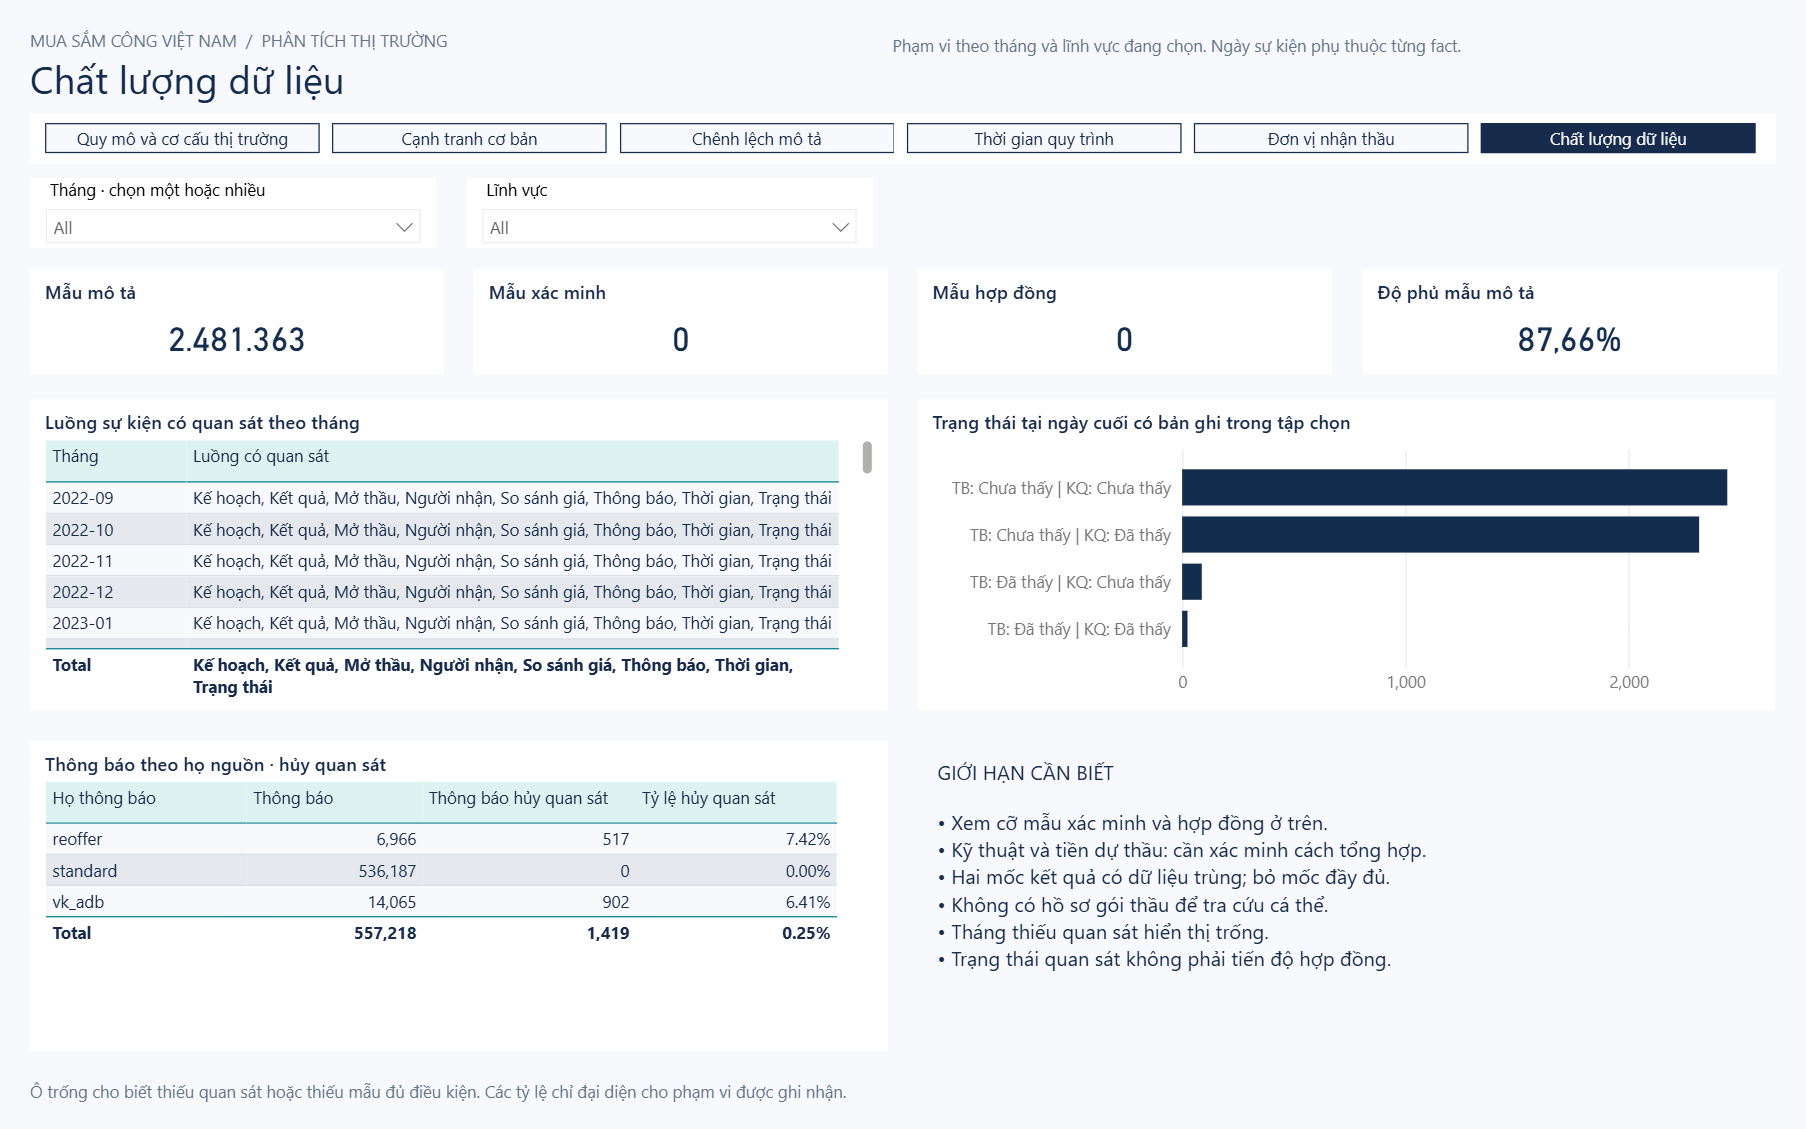 MUA SẮM CÔNG VIỆT NAM / PHÂN TÍCH THỊ TRƯỜNG
Phạm vi theo tháng và lĩnh vực đang chọn. Ngày sự kiện phụ thuộc từng fact.
Chất lượng dữ liệu
Quy mô và cơ cấu thị trường
Cạnh tranh cơ bản
Chênh lệch mô tả
Thời gian quy trình
Đơn vị nhận thầu
Chất lượng dữ liệu
Tháng · chọn một hoặc nhiều
All
Lĩnh vực
All
Mẫu mô tả
2.481.363
Mẫu xác minh
0
Mẫu hợp đồng
0
Độ phủ mẫu mô tả
87,66%
Luồng sự kiện có quan sát theo tháng
Tháng Luồng có quan sát
2022-09 Kế hoạch, Kết quả, Mở thầu, Người nhận, So sánh giá, Thông báo, Thời gian, Trạng thái
2022-10 Kế hoạch, Kết quả, Mở thầu, Người nhận, So sánh giá, Thông báo, Thời gian, Trạng thái
2022-11 Kế hoạch, Kết quả, Mở thầu, Người nhận, So sánh giá, Thông báo, Thời gian, Trạng thái
2022-12 Kế hoạch, Kết quả, Mở thầu, Người nhận, So sánh giá, Thông báo, Thời gian, Trạng thái
2023-01 Kế hoạch, Kết quả, Mở thầu, Người nhận, So sánh giá, Thông báo, Thời gian, Trạng thái
Total Kế hoạch, Kết quả, Mở thầu, Người nhận, So sánh giá, Thông báo, Thời gian,
Trạng thái
Trạng thái tại ngày cuối có bản ghi trong tập chọn
TB: Chưa thấy | KQ: Chưa thấy
TB: Chưa thấy | KQ: Đã thấy
TB: Đã thấy | KQ: Chưa thấy
TB: Đã thấy | KQ: Đã thấy
0 1,000 2,000
Thông báo theo họ nguồn · hủy quan sát
Họ thông báo Thông báo Thông báo hủy quan sát Tỷ lệ hủy quan sát
reoffer 6,966 517 7.42%
standard 536,187 0 0.00%
vk_adb 14,065 902 6.41%
Total 557,218 1,419 0.25%
GIỚI HẠN CẦN BIẾT
• Xem cỡ mẫu xác minh và hợp đồng ở trên.
• Kỹ thuật và tiền dự thầu: cần xác minh cách tổng hợp.
• Hai mốc kết quả có dữ liệu trùng; bỏ mốc đầy đủ.
• Không có hồ sơ gói thầu để tra cứu cá thể.
• Tháng thiếu quan sát hiển thị trống.
• Trạng thái quan sát không phải tiến độ hợp đồng.
Ô trống cho biết thiếu quan sát hoặc thiếu mẫu đủ điều kiện. Các tỷ lệ chỉ đại diện cho phạm vi được ghi nhận.